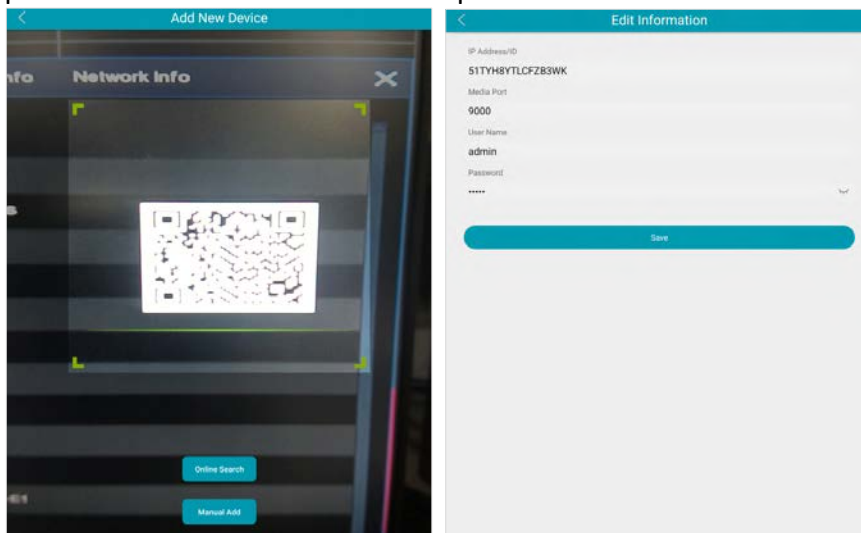 Add New Device
nfo
Network Info
Online Search
Manual Add
Edit Information
IP Address/ID
51TYH8YTLCFZB3WK
Media Port
9000
User Name
admin
Password
•••••
Save